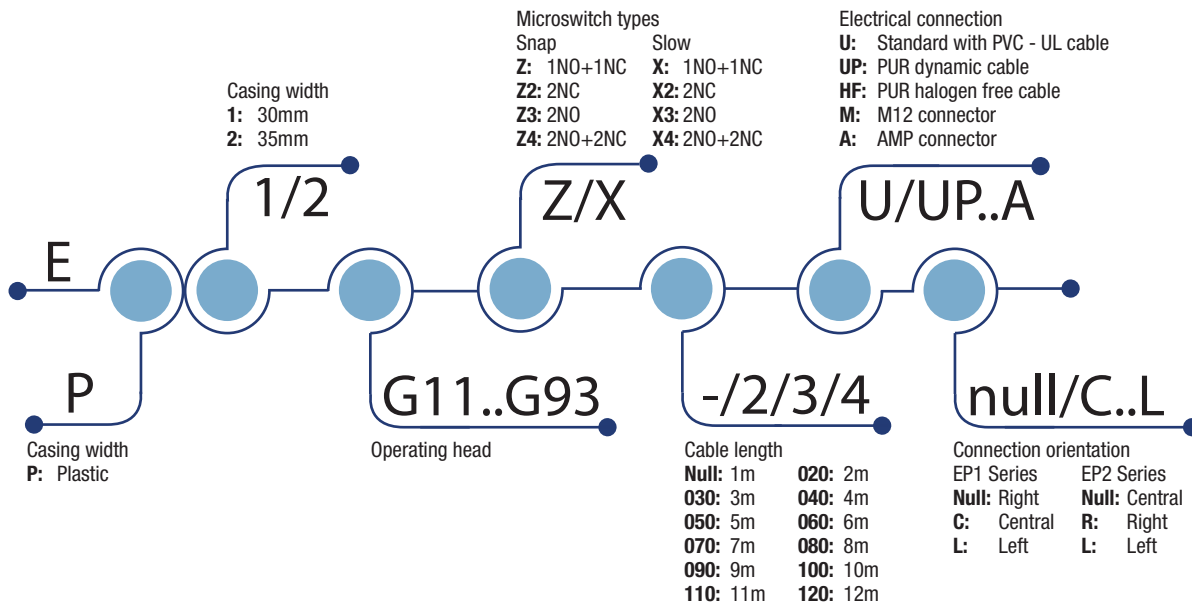 Microswitch types
Snap Slow
Z: 1NO+1NC X: 1NO+1NC
Z2: 2NC X2: 2NC
Z3: 2NO X3: 2NO
Z4: 2NO+2NC X4: 2NO+2NC
Electrical connection
U: Standard with PVC - UL cable
UP: PUR dynamic cable
HF: PUR halogen free cable
M: M12 connector
A: AMP connector
Casing width
1: 30mm
2: 35mm
1/2
Z/X
U/UP..A
E
P
G11..G93
-/2/3/4
null/C..L
Casing width
P: Plastic
Operating head
Cable length
Null: 1m 020: 2m
030: 3m 040: 4m
050: 5m 060: 6m
070: 7m 080: 8m
090: 9m 100: 10m
110: 11m 120: 12m
Connection orientation
EP1 Series EP2 Series
Null: Right Null: Central
C: Central R: Right
L: Left L: Left